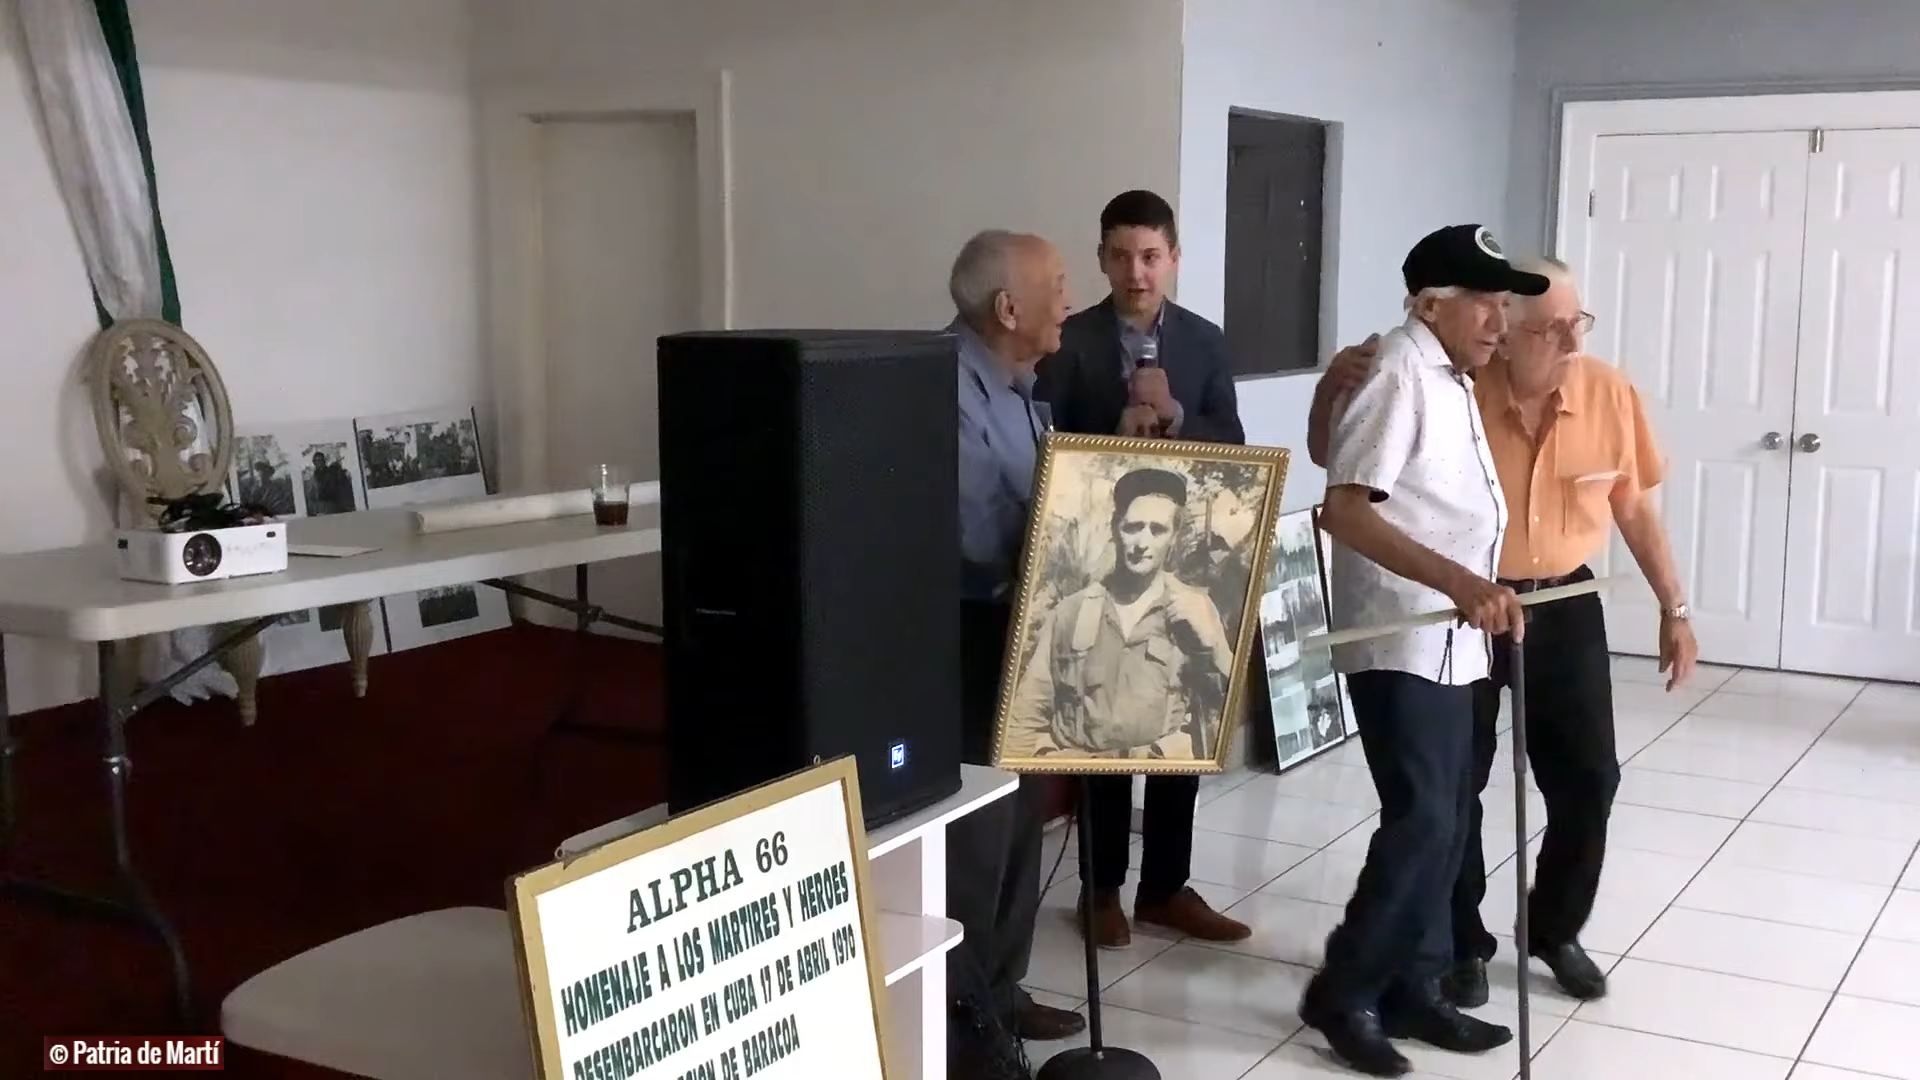 ALPHA 66
HOMENAJE A LOS MARTIRES Y HEROES
DESEMBARCARON EN CUBA 17 DE ABRIL 1970
DE BARACOA
© Patria de Martí